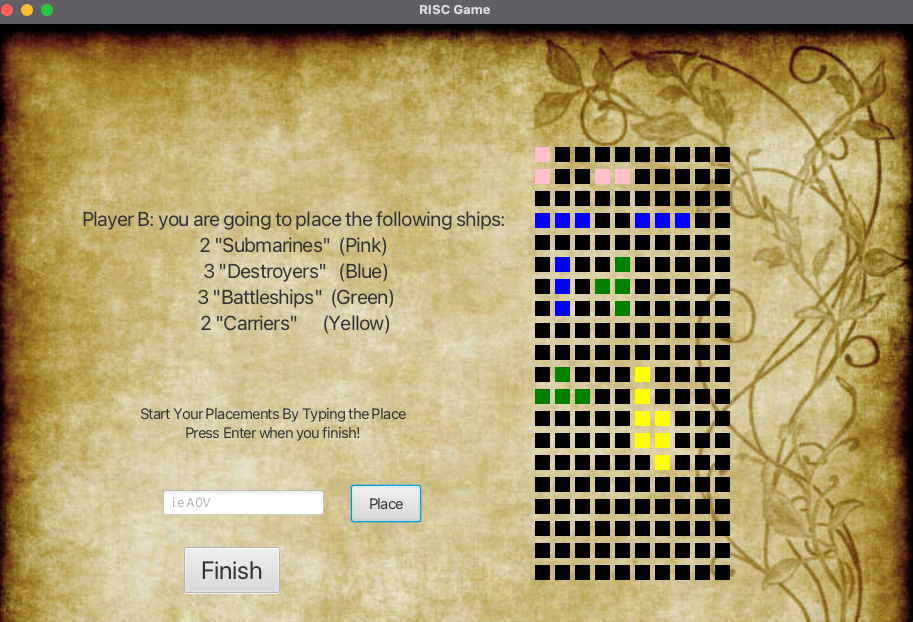 RISC Game
Player B: you are going to place the following ships:
2 "Submarines" (Pink)
3 "Destroyers" (Blue)
3 "Battleships" (Green)
2 "Carriers" (Yellow)
Start Your Placements By Typing the Place
Press Enter when you finish!
i.e A0V
Place
Finish